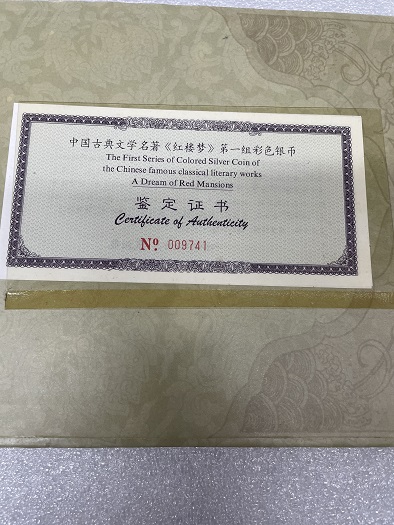 中国古典文学名著《红楼梦》第一组彩色银币
The First Series of Colored Silver Coin of
the Chinese famous classical literary works
A Dream of Red Mansions
鉴定证书
Certificate of Authenticity
Nº 009741